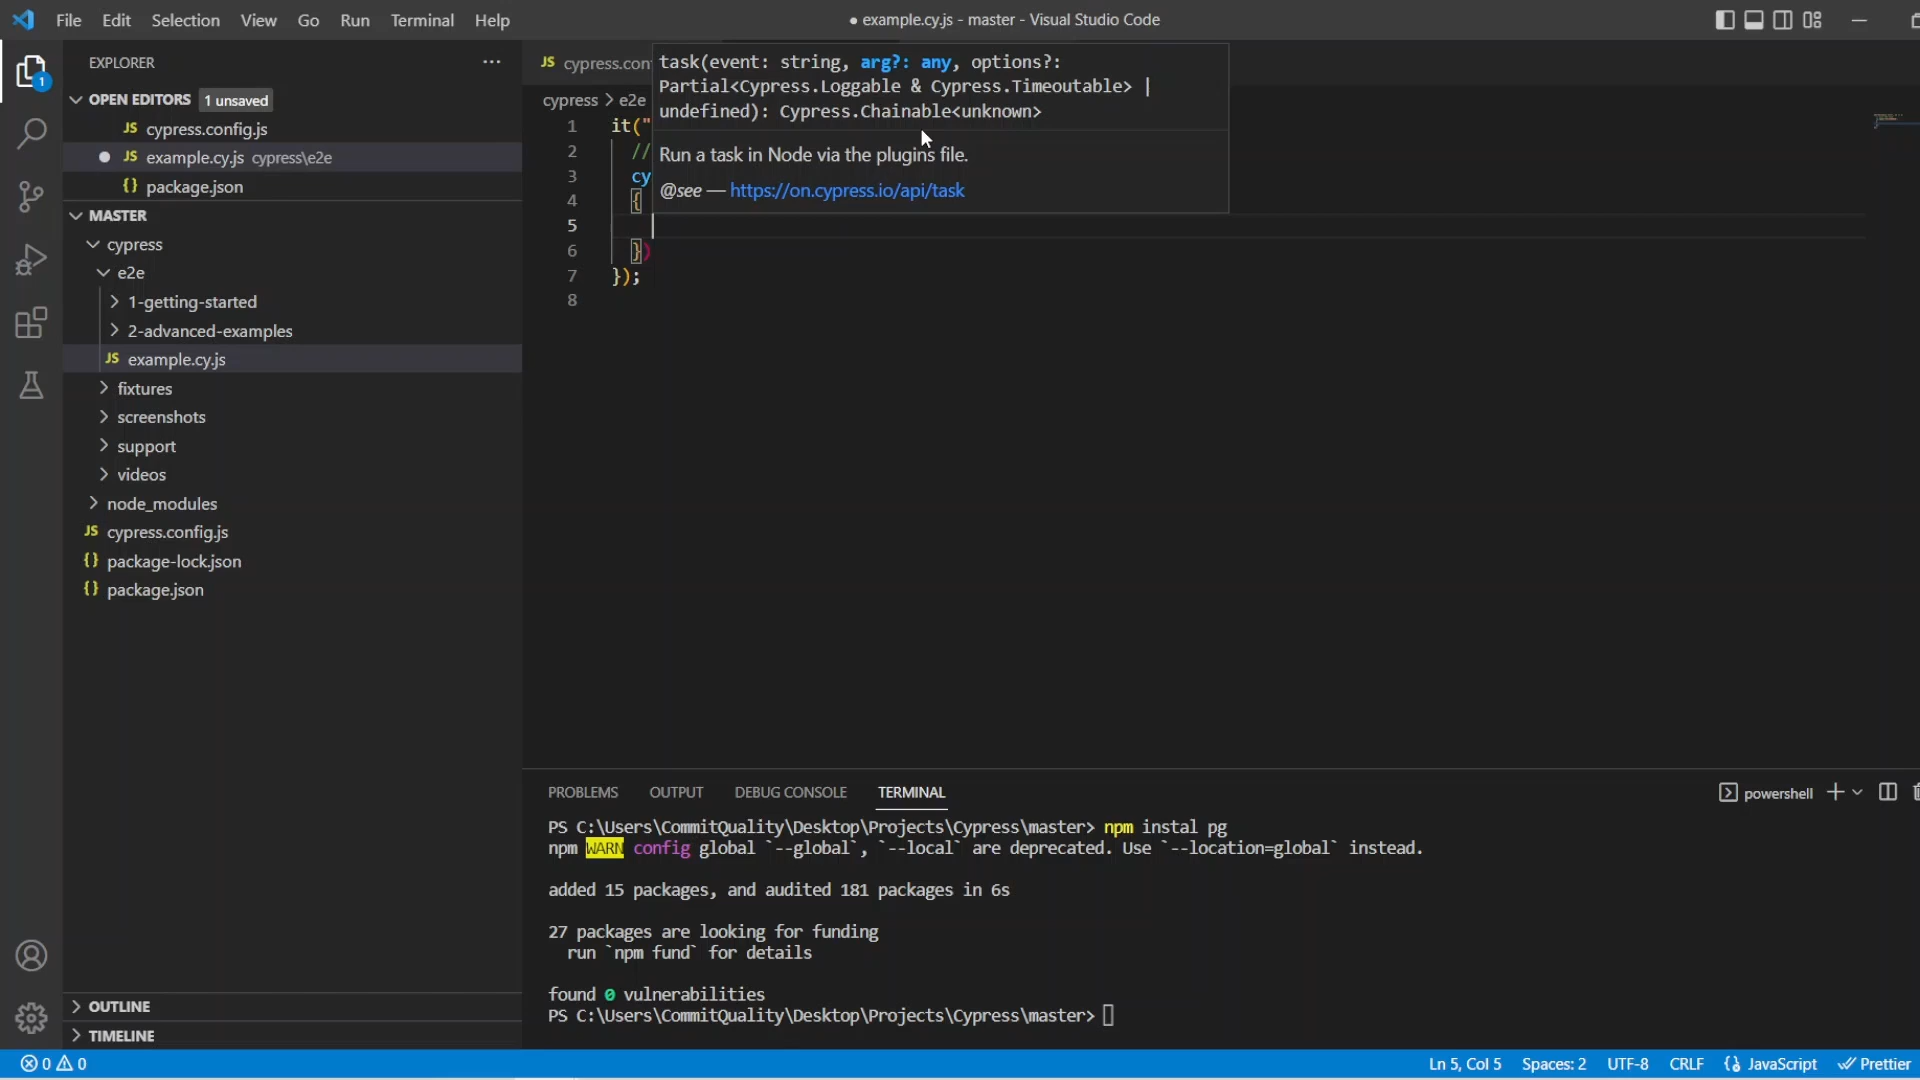 File Edit Selection View Go Run Terminal Help
● example.cy.js - master - Visual Studio Code
EXPLORER
OPEN EDITORS 1 unsaved
JS cypress.config.js
JS example.cy.js cypress\e2e
{} package.json
MASTER
cypress
e2e
1-getting-started
2-advanced-examples
JS example.cy.js
fixtures
screenshots
support
videos
node_modules
JS cypress.config.js
{} package-lock.json
{} package.json
OUTLINE
TIMELINE
1
JS cypress.con
cypress > e2e
task(event: string, arg?: any, options?:
Partial<Cypress.Loggable & Cypress.Timeoutable> |
undefined): Cypress.Chainable<unknown>
Run a task in Node via the plugins file.
@see — https://on.cypress.io/api/task
1 it("
2 //
3 cy
4 {
5
6 })
7 });
8
PROBLEMS OUTPUT DEBUG CONSOLE TERMINAL
powershell
PS C:\Users\CommitQuality\Desktop\Projects\Cypress\master> npm instal pg
npm WARN config global `--global`, `--local` are deprecated. Use `--location=global` instead.
added 15 packages, and audited 181 packages in 6s
27 packages are looking for funding
run `npm fund` for details
found 0 vulnerabilities
PS C:\Users\CommitQuality\Desktop\Projects\Cypress\master>
0 0
Ln 5, Col 5 Spaces: 2 UTF-8 CRLF {} JavaScript Prettier